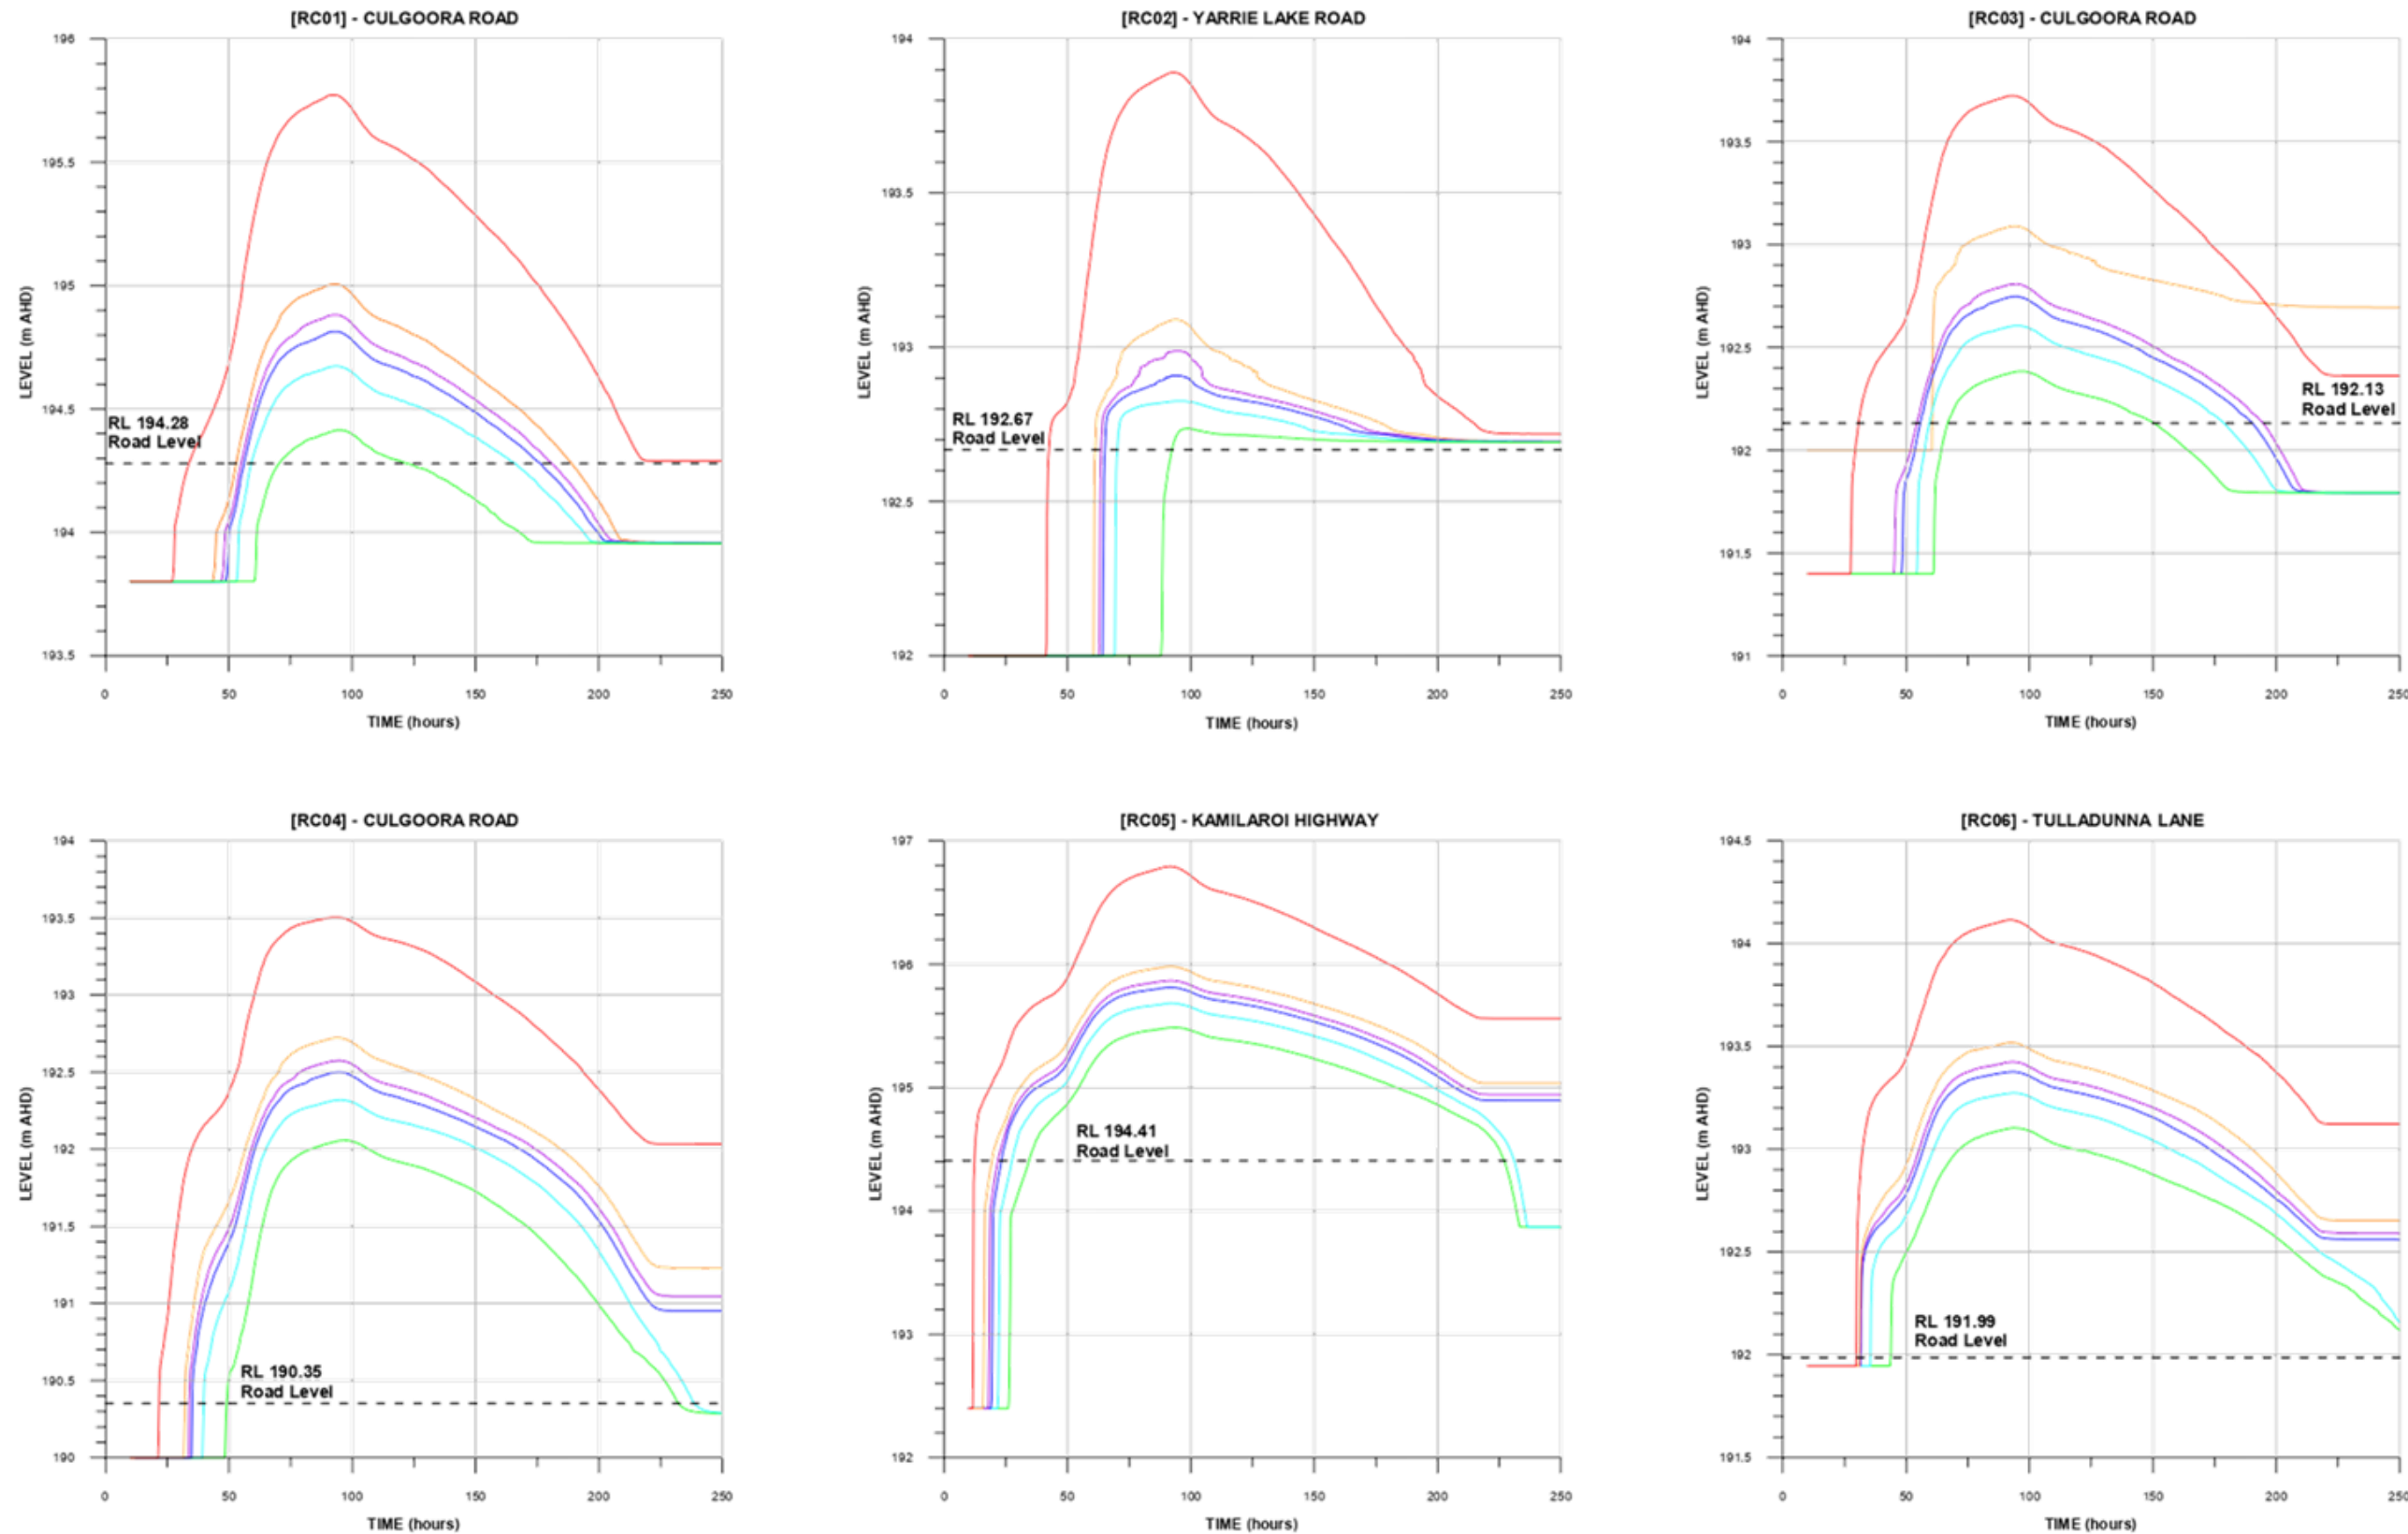 [RC01] - CULGOORA ROAD
196
195.5
195
194.5
194
193.5
LEVEL (m AHD)
RL 194.28
Road Level
0 50 100 150 200 250
TIME (hours)
[RC02] - YARRIE LAKE ROAD
194
193.5
193
192.5
192
LEVEL (m AHD)
RL 192.67
Road Level
0 50 100 150 200 250
TIME (hours)
[RC03] - CULGOORA ROAD
194
193.5
193
192.5
192
191.5
191
LEVEL (m AHD)
RL 192.13
Road Level
0 50 100 150 200 250
TIME (hours)
[RC04] - CULGOORA ROAD
194
193.5
193
192.5
192
191.5
191
190.5
190
LEVEL (m AHD)
RL 190.35
Road Level
0 50 100 150 200 250
TIME (hours)
[RC05] - KAMILAROI HIGHWAY
197
196
195
194
193
192
LEVEL (m AHD)
RL 194.41
Road Level
0 50 100 150 200 250
TIME (hours)
[RC06] - TULLADUNNA LANE
194.5
194
193.5
193
192.5
192
191.5
LEVEL (m AHD)
RL 191.99
Road Level
0 50 100 150 200 250
TIME (hours)